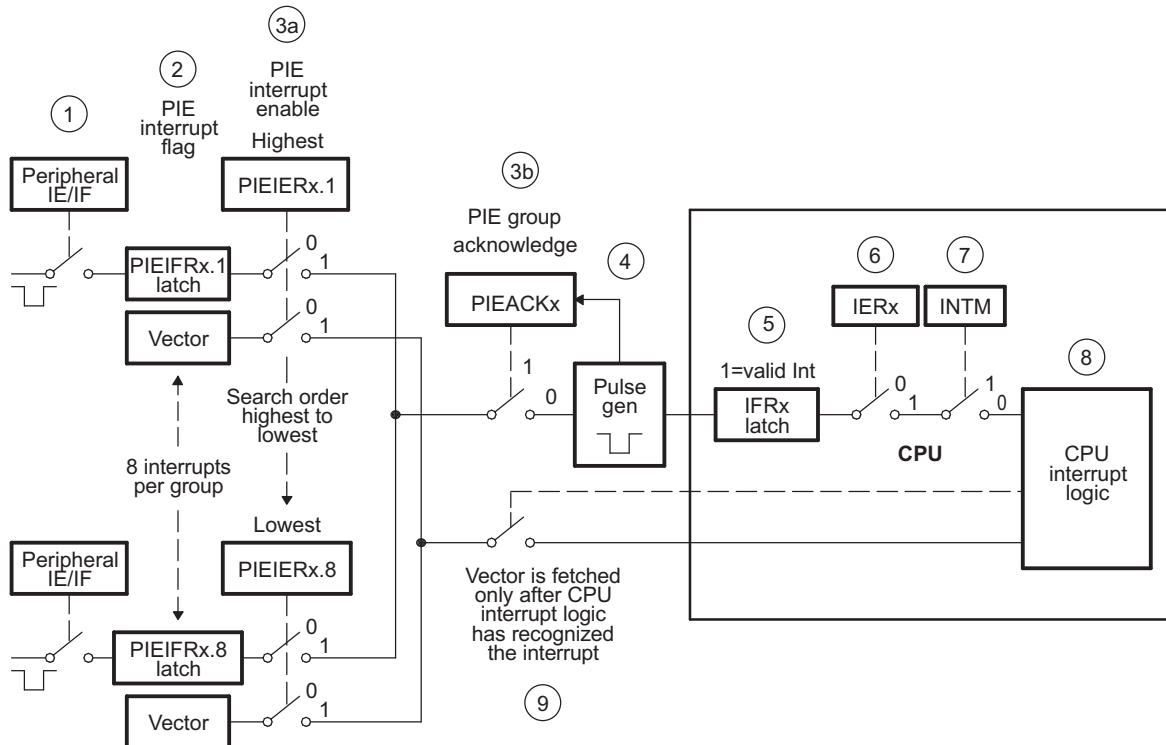 1
2
3a
PIE
interrupt
flag
PIE
interrupt
enable
Highest
Peripheral
IE/IF
PIEIERx.1
PIEIFRx.1
latch
0
1
Vector
0
1
8 interrupts
per group
Search order
highest to
lowest
Lowest
Peripheral
IE/IF
PIEIERx.8
PIEIFRx.8
latch
0
1
Vector
0
1
3b
PIE group
acknowledge
PIEACKx
1
0
4
Pulse
gen
5
1=valid Int
IFRx
latch
6
IERx
0
1
7
INTM
1
0
CPU
8
CPU
interrupt
logic
Vector is fetched
only after CPU
interrupt logic
has recognized
the interrupt
9